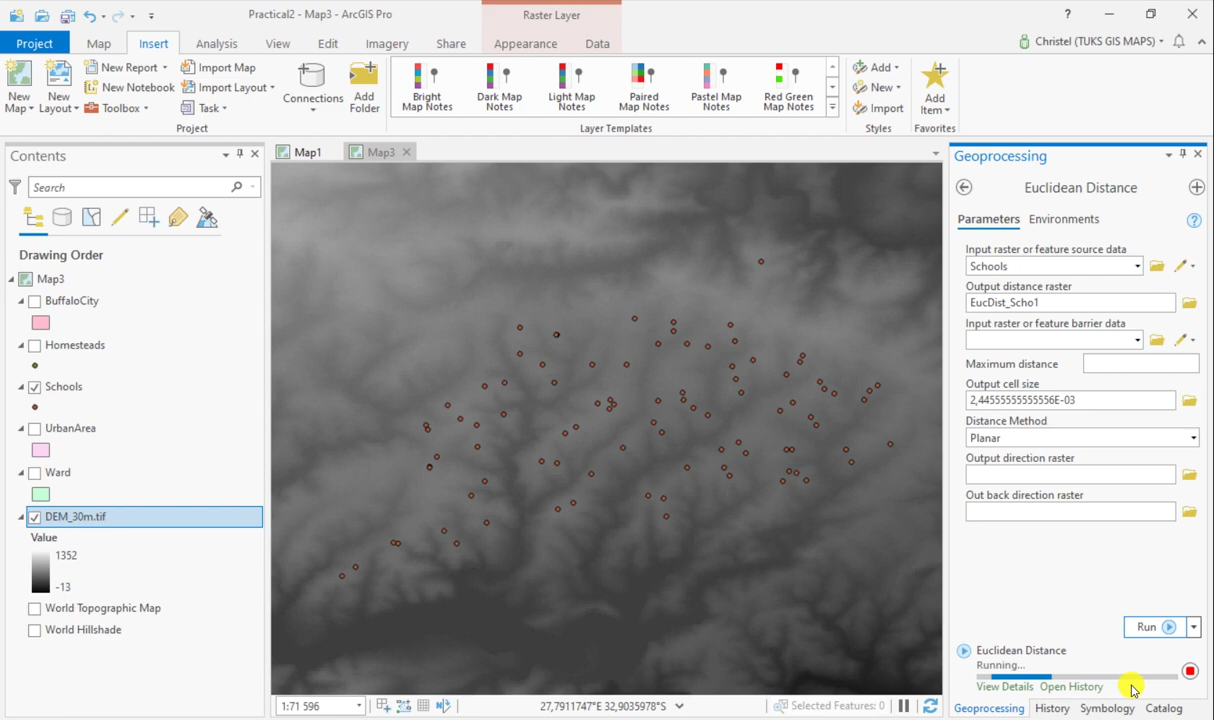 Practical2 - Map3 - ArcGIS Pro
Raster Layer
?
Project
Map
Insert
Analysis
View
Edit
Imagery
Share
Appearance
Data
Christel (TUKS GIS MAPS)
New Map
New Layout
New Report
New Notebook
Toolbox
Import Map
Import Layout
Task
Connections
Add Folder
Bright Map Notes
Dark Map Notes
Light Map Notes
Paired Map Notes
Pastel Map Notes
Red Green Map Notes
Add
New
Import
Add Item
Project
Layer Templates
Styles
Favorites
Contents
Search
Drawing Order
Map3
BuffaloCity
Homesteads
Schools
UrbanArea
Ward
DEM_30m.tif
Value
1352
-13
World Topographic Map
World Hillshade
Map1
Map3
1:71 596
27,7911747°E 32,9035978°S
Selected Features: 0
Geoprocessing
Euclidean Distance
Parameters
Environments
?
Input raster or feature source data
Schools
Output distance raster
EucDist_Scho1
Input raster or feature barrier data
Maximum distance
Output cell size
2,44555555555556E-03
Distance Method
Planar
Output direction raster
Out back direction raster
Run
Euclidean Distance
Running...
View Details
Open History
Geoprocessing
History
Symbology
Catalog